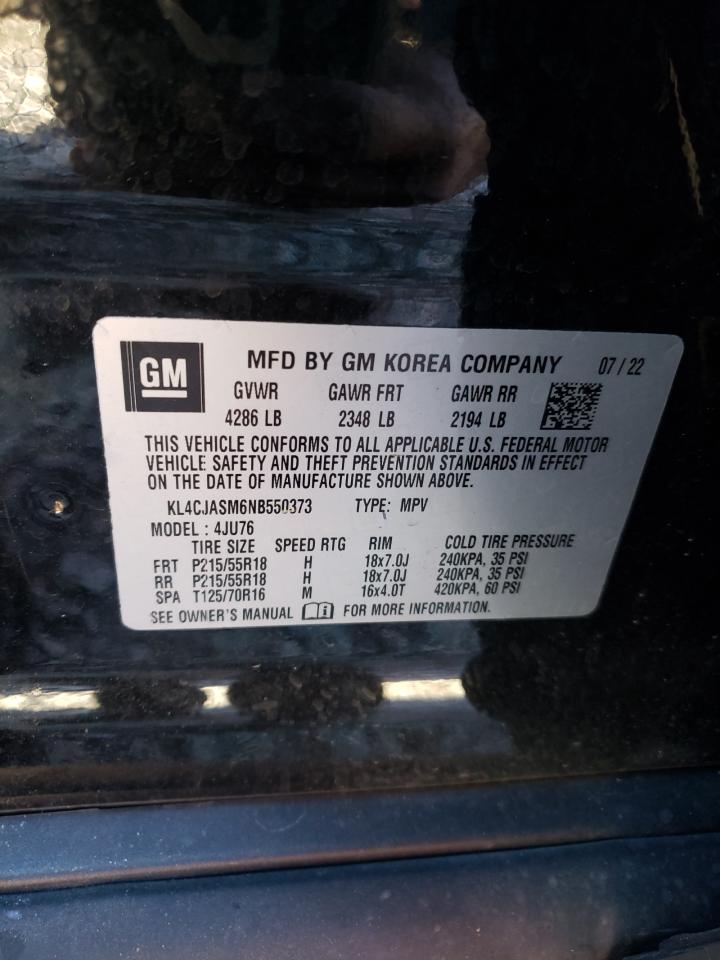 GM MFD BY GM KOREA COMPANY 07 / 22
GVWR GAWR FRT GAWR RR
4286 LB 2348 LB 2194 LB
THIS VEHICLE CONFORMS TO ALL APPLICABLE U.S. FEDERAL MOTOR
VEHICLE SAFETY AND THEFT PREVENTION STANDARDS IN EFFECT
ON THE DATE OF MANUFACTURE SHOWN ABOVE.
KL4CJASM6NB550373 TYPE: MPV
MODEL : 4JU76
TIRE SIZE SPEED RTG RIM COLD TIRE PRESSURE
FRT P215/55R18 H 18x7.0J 240KPA, 35 PSI
RR P215/55R18 H 18x7.0J 240KPA, 35 PSI
SPA T125/70R16 M 16x4.0T 420KPA, 60 PSI
SEE OWNER'S MANUAL i FOR MORE INFORMATION.